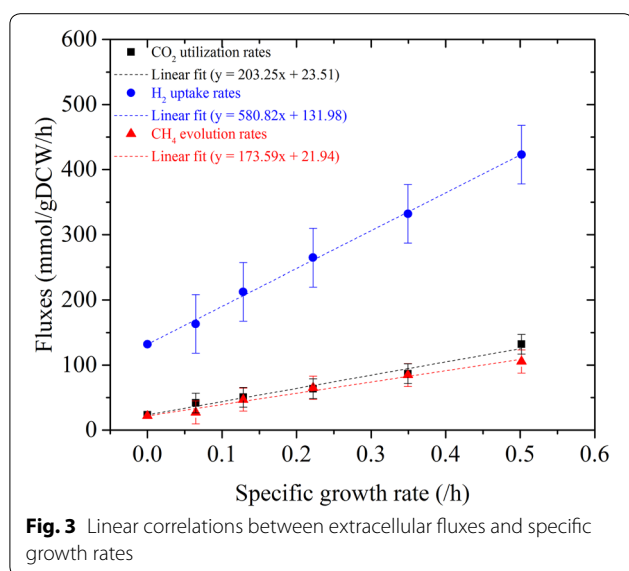 600
500
400
300
200
100
0
Fluxes (mmol/gDCW/h)
CO₂ utilization rates
Linear fit (y = 203.25x + 23.51)
H₂ uptake rates
Linear fit (y = 580.82x + 131.98)
CH₄ evolution rates
Linear fit (y = 173.59x + 21.94)
0.0 0.1 0.2 0.3 0.4 0.5 0.6
Specific growth rate (/h)
Fig. 3 Linear correlations between extracellular fluxes and specific
growth rates